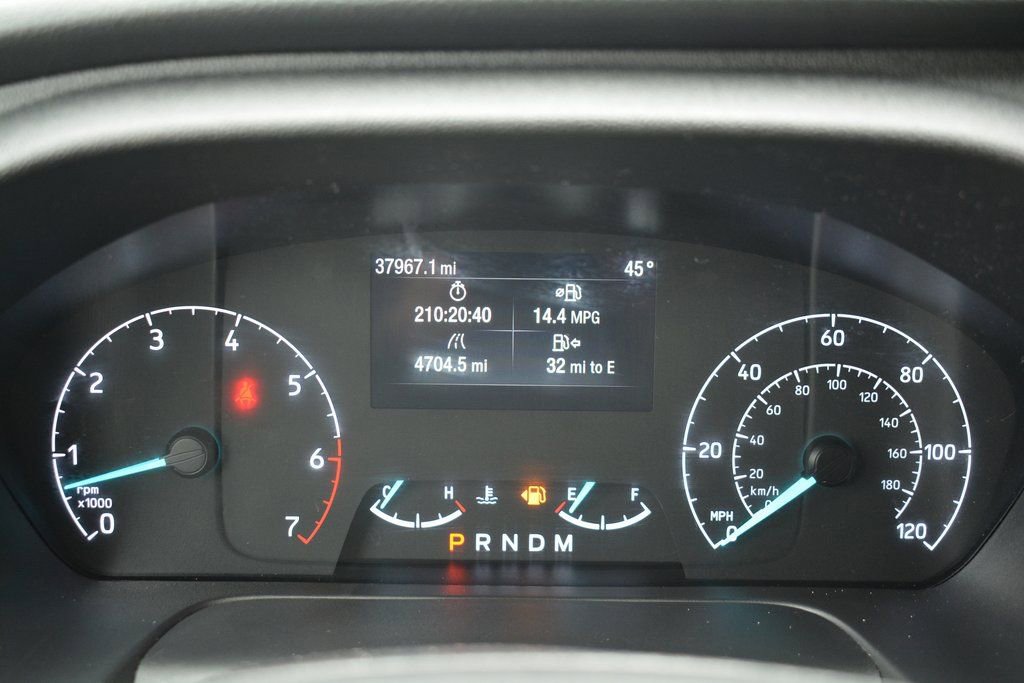 37967.1 mi 45°
210:20:40 14.4 MPG
4704.5 mi 32 mi to E
0 1 2 3 4 5 6 7
rpm
x1000
C H E F
P R N D M
0 20 40 60 80 100 120
MPH
0 20 40 60 80 100 120 140 160 180
km/h